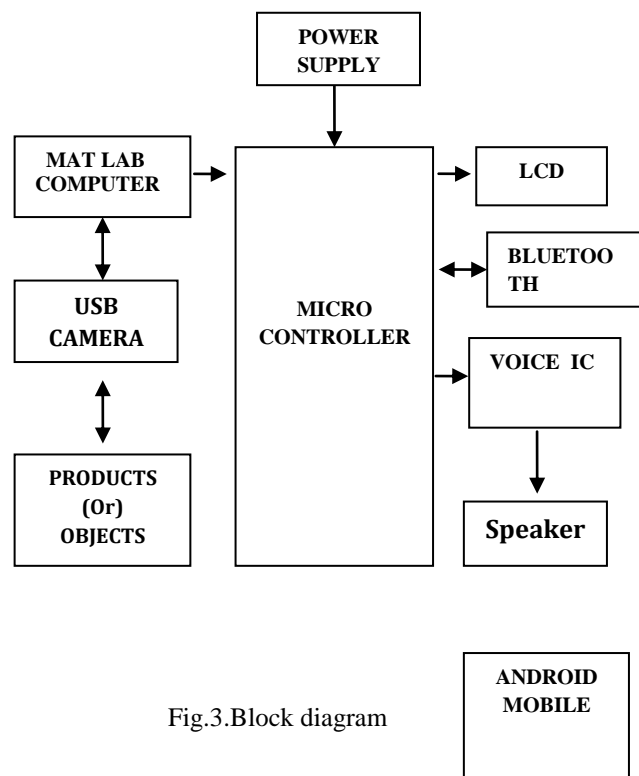 POWER
SUPPLY
MAT LAB
COMPUTER
LCD
BLUETOO
TH
USB
CAMERA
MICRO
CONTROLLER
VOICE IC
PRODUCTS
(Or)
OBJECTS
Speaker
ANDROID
MOBILE
Fig.3.Block diagram